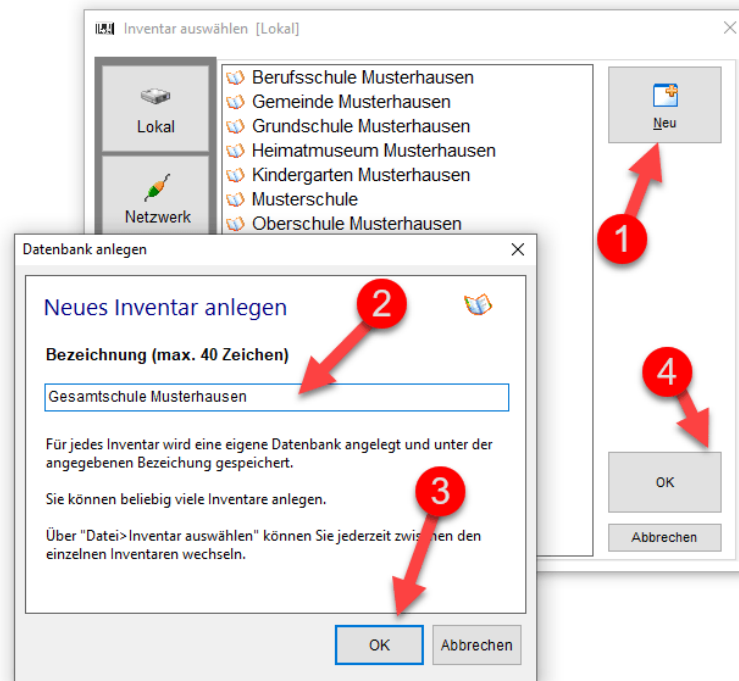 Inventar auswählen [Lokal]
Lokal
Netzwerk
Berufsschule Musterhausen
Gemeinde Musterhausen
Grundschule Musterhausen
Heimatmuseum Musterhausen
Kindergarten Musterhausen
Musterschule
Oberschule Musterhausen
Neu
1
Datenbank anlegen
Neues Inventar anlegen
2
Bezeichnung (max. 40 Zeichen)
Gesamtschule Musterhausen
Für jedes Inventar wird eine eigene Datenbank angelegt und unter der
angegebenen Bezeichung gespeichert.
Sie können beliebig viele Inventare anlegen.
3
Über "Datei>Inventar auswählen" können Sie jederzeit zwischen den
einzelnen Inventaren wechseln.
OK
Abbrechen
4
OK
Abbrechen